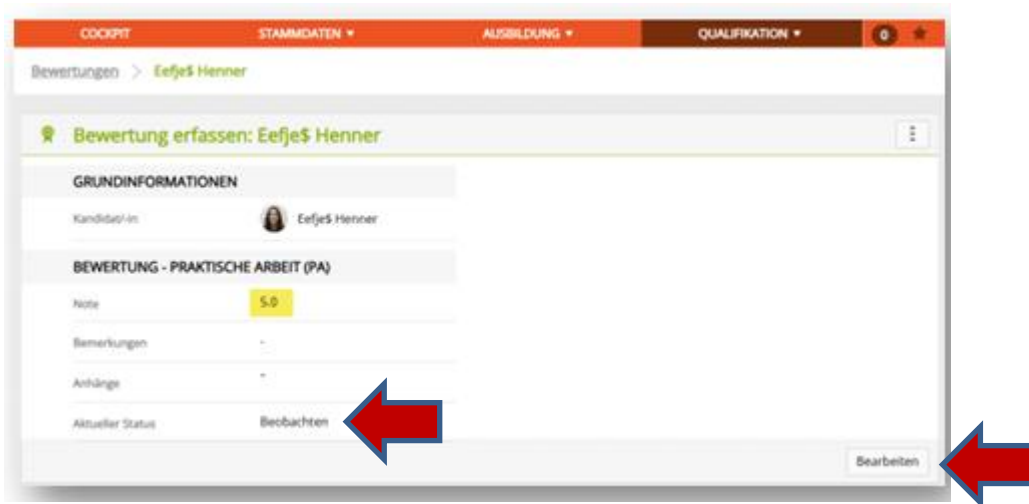 COCKPIT STAMMDATEN ▾ AUSBILDUNG ▾ QUALIFIKATION ▾ 0
Bewertungen > Eefje$ Henner
Bewertung erfassen: Eefje$ Henner
GRUNDINFORMATIONEN
Kandidat/-in Eefje$ Henner
BEWERTUNG - PRAKTISCHE ARBEIT (PA)
Note 5.0
Bemerkungen -
Anhänge -
Aktueller Status Beobachten
Bearbeiten